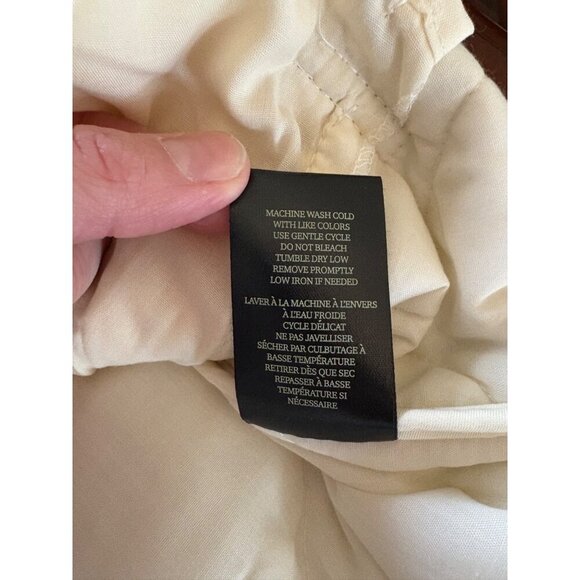 MACHINE WASH COLD
WITH LIKE COLORS
USE GENTLE CYCLE
DO NOT BLEACH
TUMBLE DRY LOW
REMOVE PROMPTLY
LOW IRON IF NEEDED
LAVER À LA MACHINE À L'ENVERS
À L'EAU FROIDE
CYCLE DÉLICAT
NE PAS JAVELLISER
SÉCHER PAR CULBUTAGE À
BASSE TEMPÉRATURE
RETIRER DÈS QUE SEC
REPASSER À BASSE
TEMPÉRATURE SI
NÉCESSAIRE